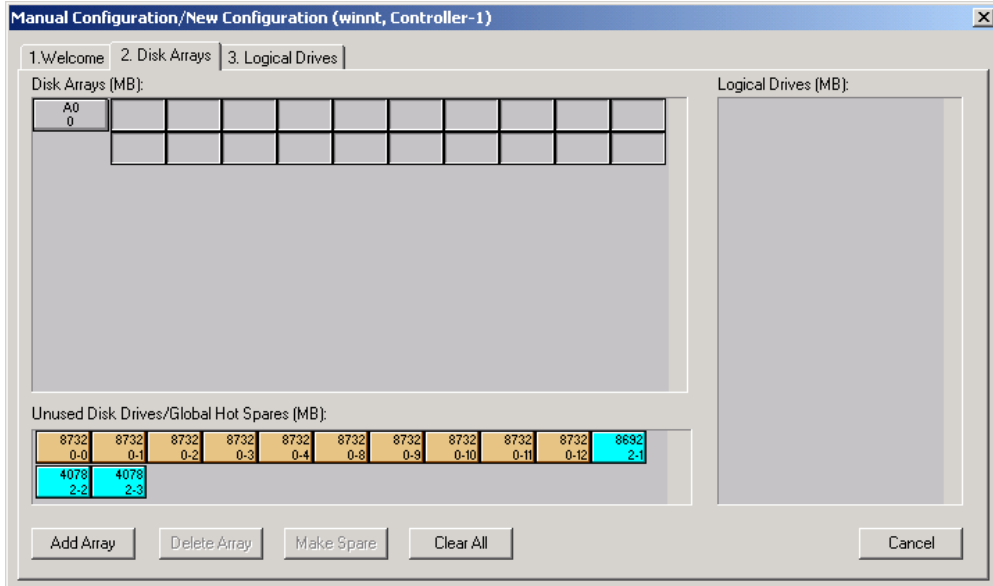 Manual Configuration/New Configuration (winnt, Controller-1)
1.Welcome 2. Disk Arrays 3. Logical Drives
Disk Arrays (MB): Logical Drives (MB):
A0
0
Unused Disk Drives/Global Hot Spares (MB):
8732 8732 8732 8732 8732 8732 8732 8732 8732 8732 8692
0-0 0-1 0-2 0-3 0-4 0-8 0-9 0-10 0-11 0-12 2-1
4078 4078
2-2 2-3
Add Array Delete Array Make Spare Clear All Cancel